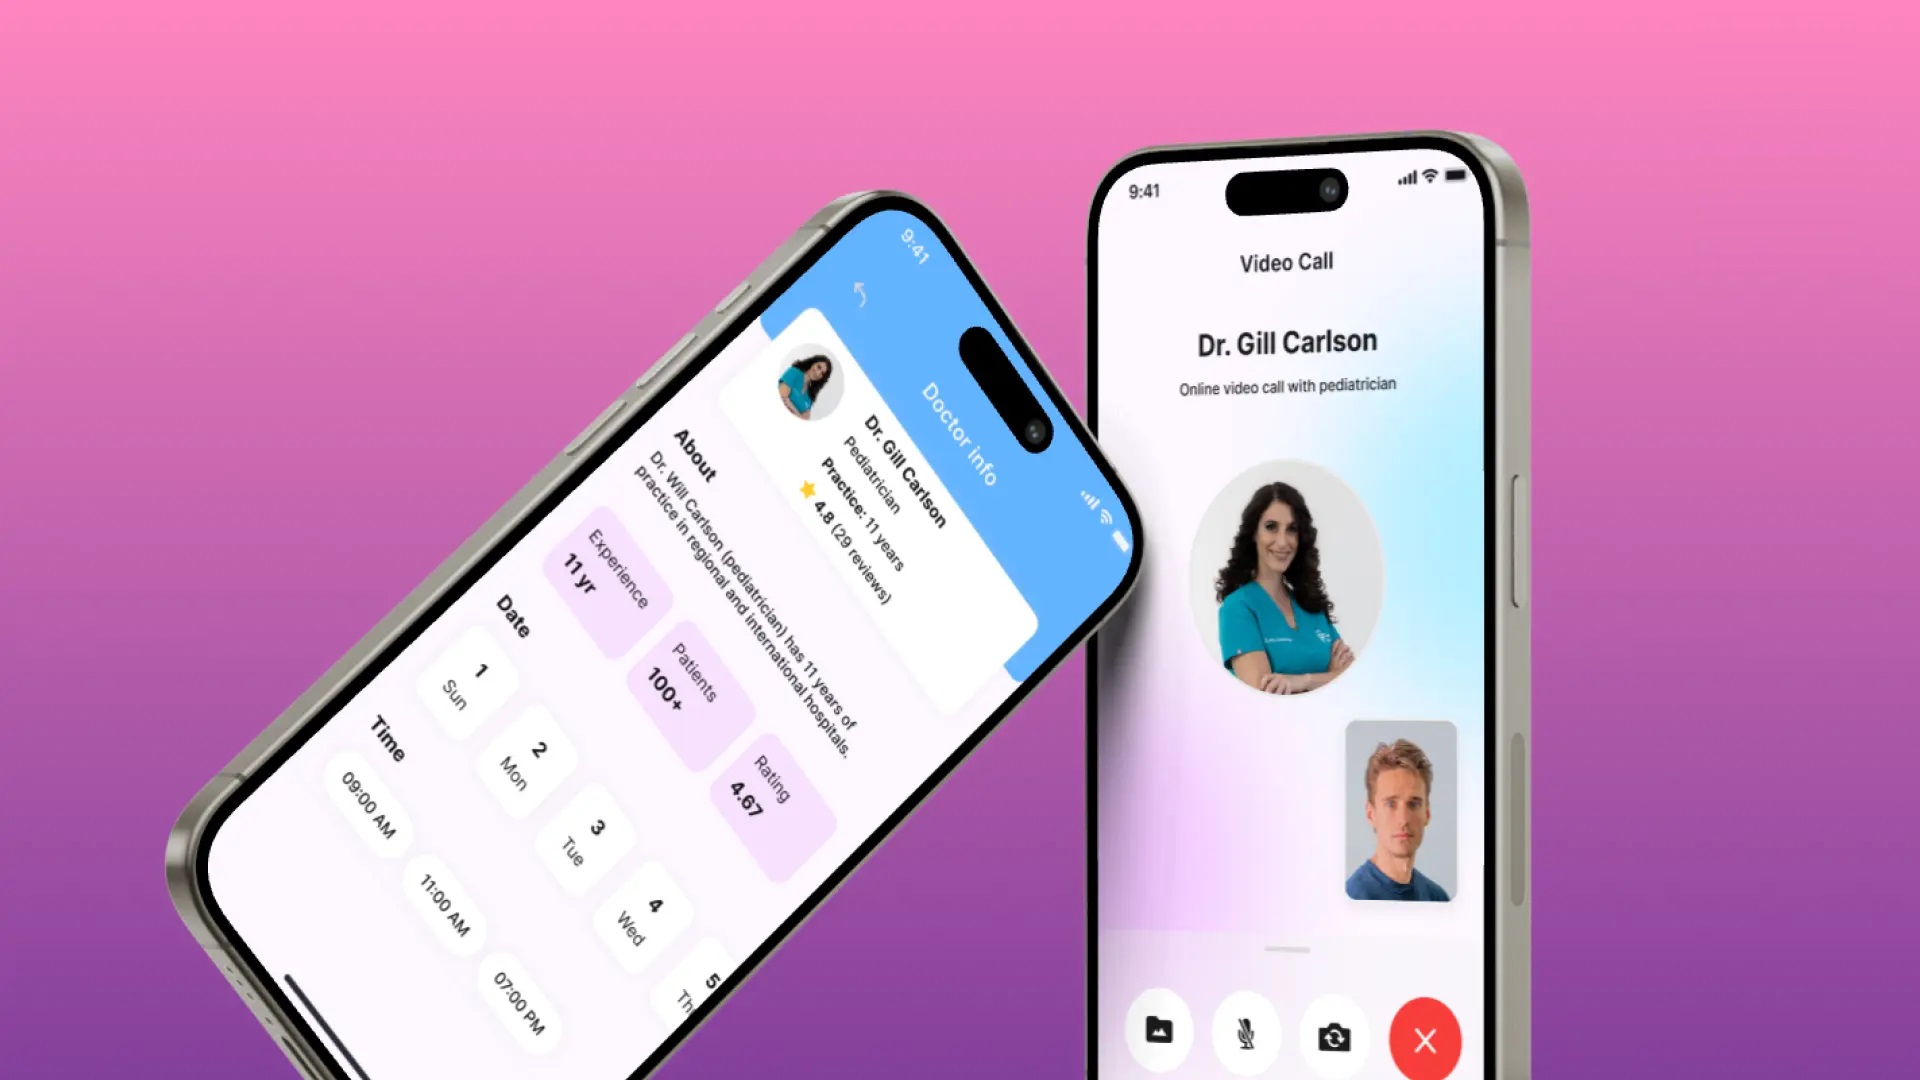 9:41
Doctor info
Dr. Gill Carlson
Pediatrician
Practice: 11 years
4.8 (29 reviews)
About
Dr. Will Carlson (pediatrician) has 11 years of
practice in regional and international hospitals.
Experience
11 yr
Patients
100+
Rating
4.67
Date
1
Sun
2
Mon
3
Tue
4
Wed
5
Time
09:00 AM
11:00 AM
07:00 PM
9:41
Video Call
Dr. Gill Carlson
Online video call with pediatrician